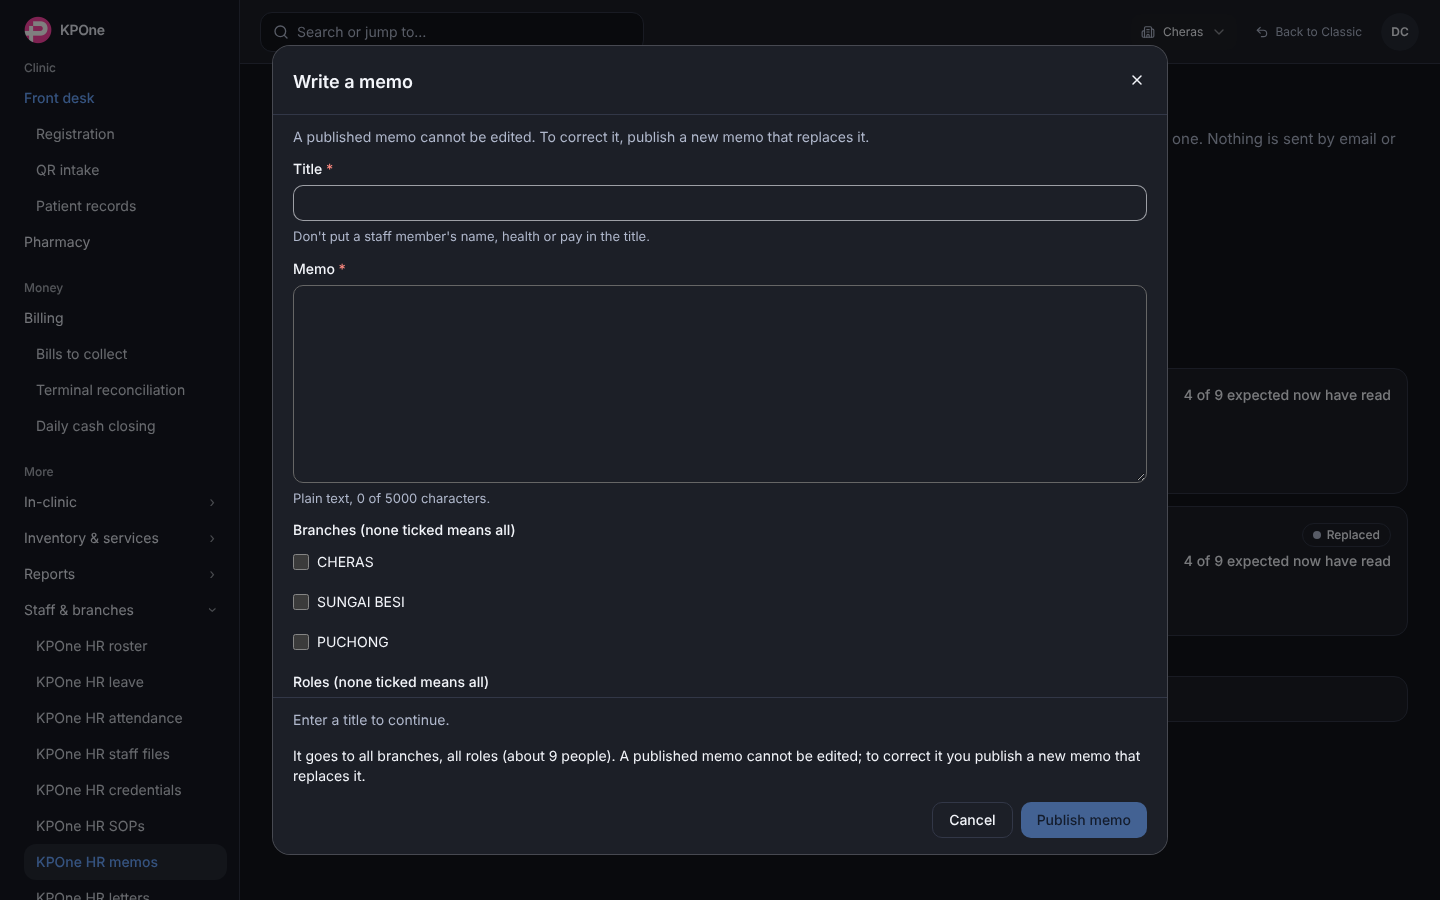 KPOne
Clinic
Front desk
Registration
QR intake
Patient records
Pharmacy
Money
Billing
Bills to collect
Terminal reconciliation
Daily cash closing
More
In-clinic
Inventory & services
Reports
Staff & branches
KPOne HR roster
KPOne HR leave
KPOne HR attendance
KPOne HR staff files
KPOne HR credentials
KPOne HR SOPs
KPOne HR memos
KPOne HR letters
Search or jump to...
Cheras
Back to Classic
DC
one. Nothing is sent by email or
4 of 9 expected now have read
Replaced
4 of 9 expected now have read
Write a memo
A published memo cannot be edited. To correct it, publish a new memo that replaces it.
Title *
Don't put a staff member's name, health or pay in the title.
Memo *
Plain text, 0 of 5000 characters.
Branches (none ticked means all)
CHERAS
SUNGAI BESI
PUCHONG
Roles (none ticked means all)
Enter a title to continue.
It goes to all branches, all roles (about 9 people). A published memo cannot be edited; to correct it you publish a new memo that
replaces it.
Cancel
Publish memo